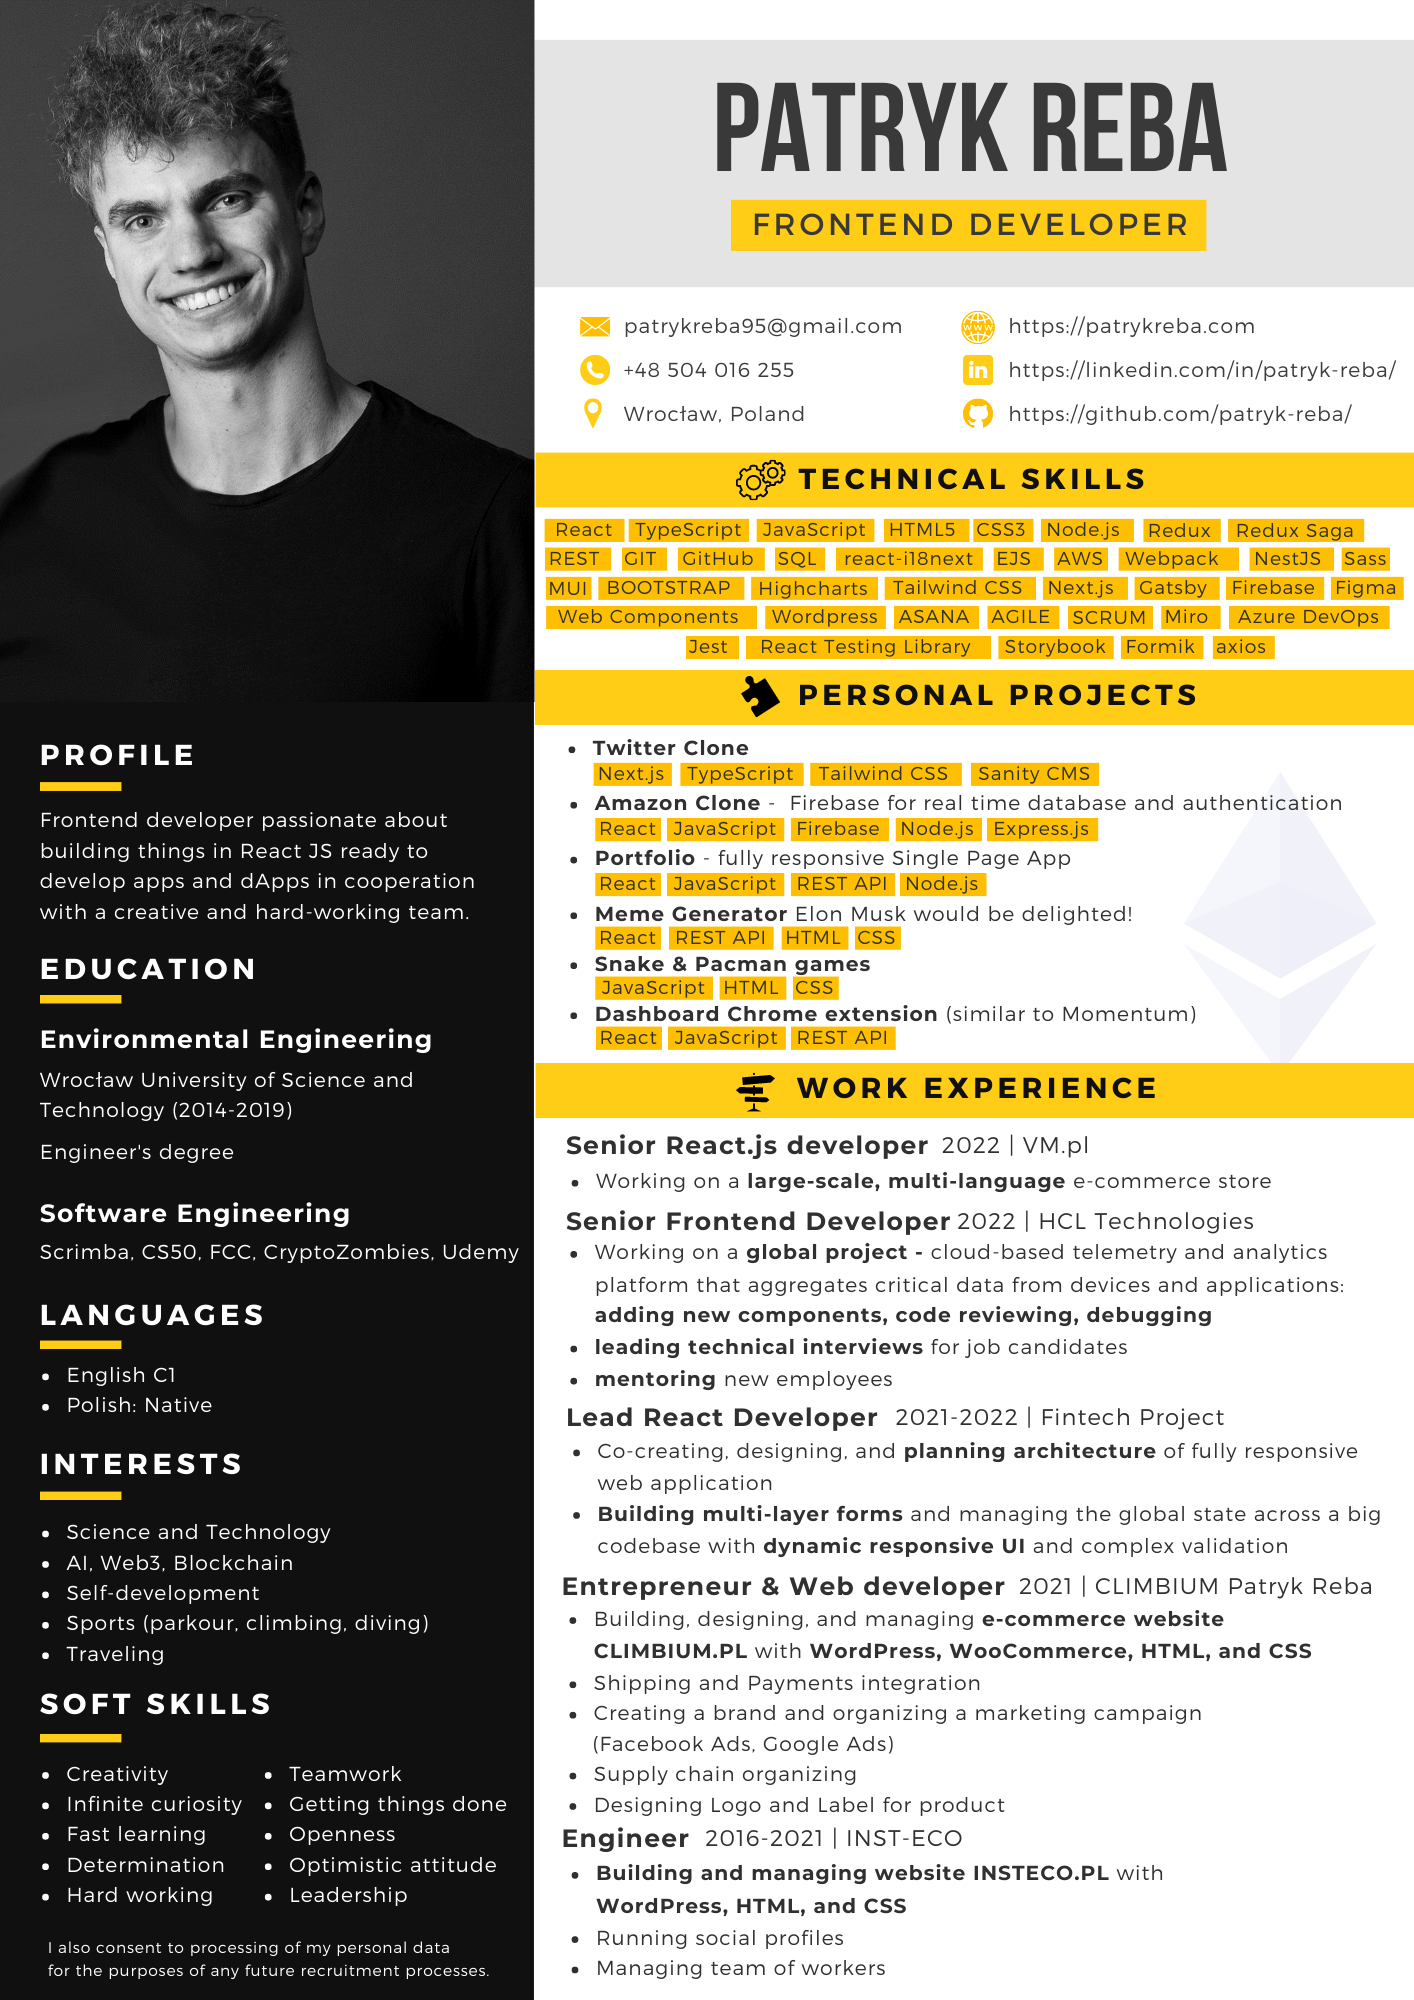 PATRYK REBA
FRONTEND DEVELOPER
patrykreba95@gmail.com
https://patrykreba.com
+48 504 016 255
https://linkedin.com/in/patryk-reba/
Wrocław, Poland
https://github.com/patryk-reba/
TECHNICAL SKILLS
React TypeScript JavaScript HTML5 CSS3 Node.js Redux Redux Saga
REST GIT GitHub SQL react-i18next EJS AWS Webpack NestJS Sass
MUI BOOTSTRAP Highcharts Tailwind CSS Next.js Gatsby Firebase Figma
Web Components Wordpress ASANA AGILE SCRUM Miro Azure DevOps
Jest React Testing Library Storybook Formik axios
PERSONAL PROJECTS
• Twitter Clone
Next.js TypeScript Tailwind CSS Sanity CMS
• Amazon Clone - Firebase for real time database and authentication
React JavaScript Firebase Node.js Express.js
• Portfolio - fully responsive Single Page App
React JavaScript REST API Node.js
• Meme Generator Elon Musk would be delighted!
React REST API HTML CSS
• Snake & Pacman games
JavaScript HTML CSS
• Dashboard Chrome extension (similar to Momentum)
React JavaScript REST API
WORK EXPERIENCE
Senior React.js developer 2022 | VM.pl
• Working on a large-scale, multi-language e-commerce store
Senior Frontend Developer 2022 | HCL Technologies
• Working on a global project - cloud-based telemetry and analytics
platform that aggregates critical data from devices and applications:
adding new components, code reviewing, debugging
• leading technical interviews for job candidates
• mentoring new employees
Lead React Developer 2021-2022 | Fintech Project
• Co-creating, designing, and planning architecture of fully responsive
web application
• Building multi-layer forms and managing the global state across a big
codebase with dynamic responsive UI and complex validation
Entrepreneur & Web developer 2021 | CLIMBIUM Patryk Reba
• Building, designing, and managing e-commerce website
CLIMBIUM.PL with WordPress, WooCommerce, HTML, and CSS
• Shipping and Payments integration
• Creating a brand and organizing a marketing campaign
(Facebook Ads, Google Ads)
• Supply chain organizing
• Designing Logo and Label for product
Engineer 2016-2021 | INST-ECO
• Building and managing website INSTECO.PL with
WordPress, HTML, and CSS
• Running social profiles
• Managing team of workers
PROFILE
Frontend developer passionate about
building things in React JS ready to
develop apps and dApps in cooperation
with a creative and hard-working team.
EDUCATION
Environmental Engineering
Wrocław University of Science and
Technology (2014-2019)
Engineer's degree
Software Engineering
Scrimba, CS50, FCC, CryptoZombies, Udemy
LANGUAGES
• English C1
• Polish: Native
INTERESTS
• Science and Technology
• AI, Web3, Blockchain
• Self-development
• Sports (parkour, climbing, diving)
• Traveling
SOFT SKILLS
• Creativity
• Infinite curiosity
• Fast learning
• Determination
• Hard working
• Teamwork
• Getting things done
• Openness
• Optimistic attitude
• Leadership
I also consent to processing of my personal data
for the purposes of any future recruitment processes.